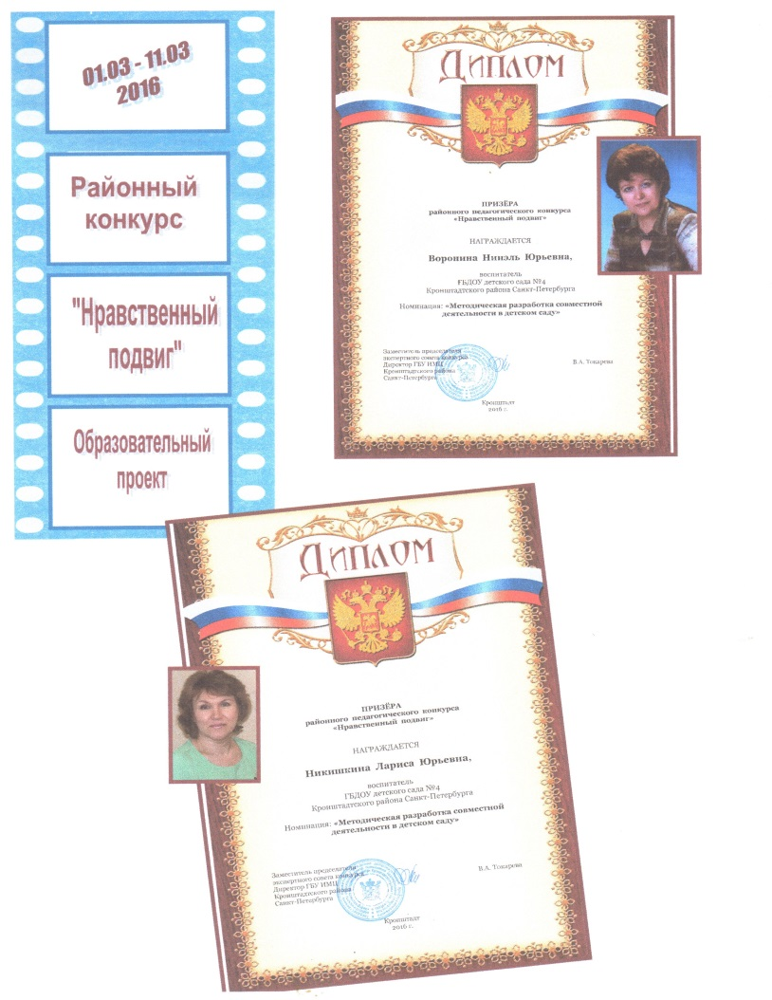 01.03 - 11.03
2016
Районный
конкурс
"Нравственный
подвиг"
Образовательный
проект
Диплом
ПРИЗЁРА
районного педагогического конкурса
«Нравственный подвиг»
НАГРАЖДАЕТСЯ
Воронина Нинэль Юрьевна,
воспитатель
ГБДОУ детского сада №4
Кронштадтского района Санкт-Петербурга
Номинация: «Методическая разработка совместной
деятельности в детском саду»
Заместитель председателя
экспертного совета конкурса
Директор ГБУ ИМЦ
Кронштадтского района
Санкт-Петербурга
В.А. Токарева
Кронштадт
2016 г.
Диплом
ПРИЗЁРА
районного педагогического конкурса
«Нравственный подвиг»
НАГРАЖДАЕТСЯ
Никишкина Лариса Юрьевна,
воспитатель
ГБДОУ детского сада №4
Кронштадтского района Санкт-Петербурга
Номинация: «Методическая разработка совместной
деятельности в детском саду»
Заместитель председателя
экспертного совета конкурса
Директор ГБУ ИМЦ
Кронштадтского района
Санкт-Петербурга
В.А. Токарева
Кронштадт
2016 г.